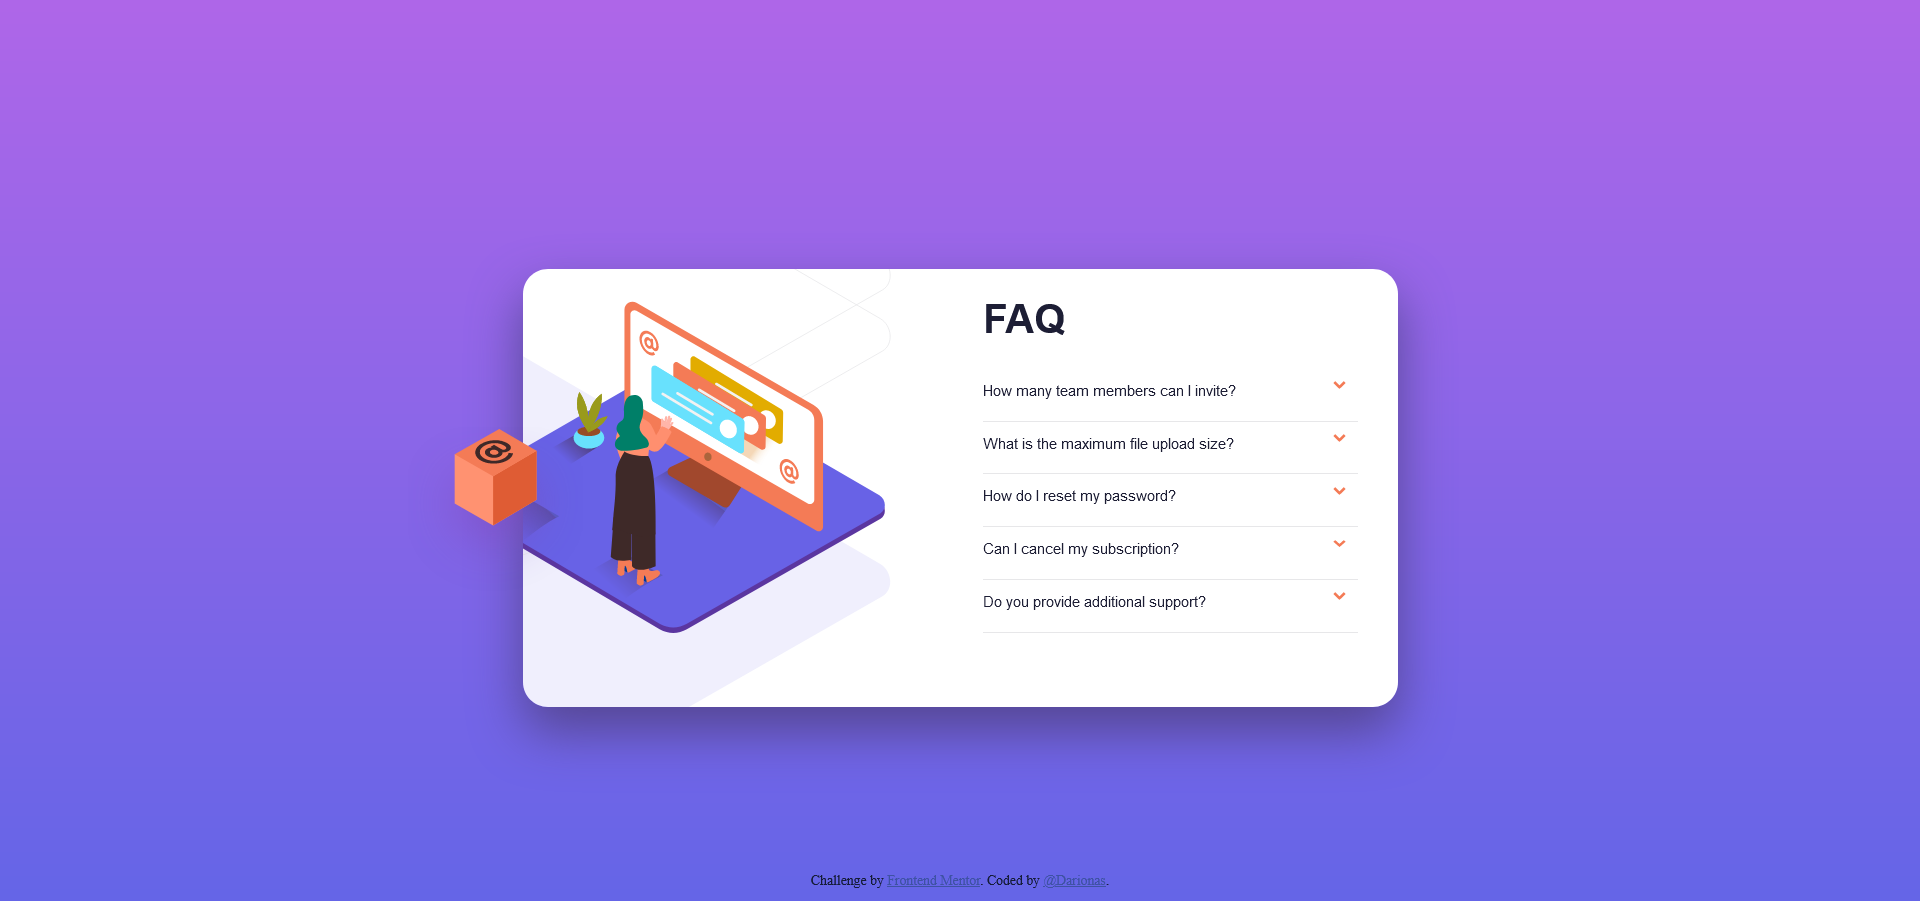 FAQ
How many team members can I invite?
What is the maximum file upload size?
How do I reset my password?
Can I cancel my subscription?
Do you provide additional support?
@
@
@
Challenge by Frontend Mentor. Coded by @Darionas.